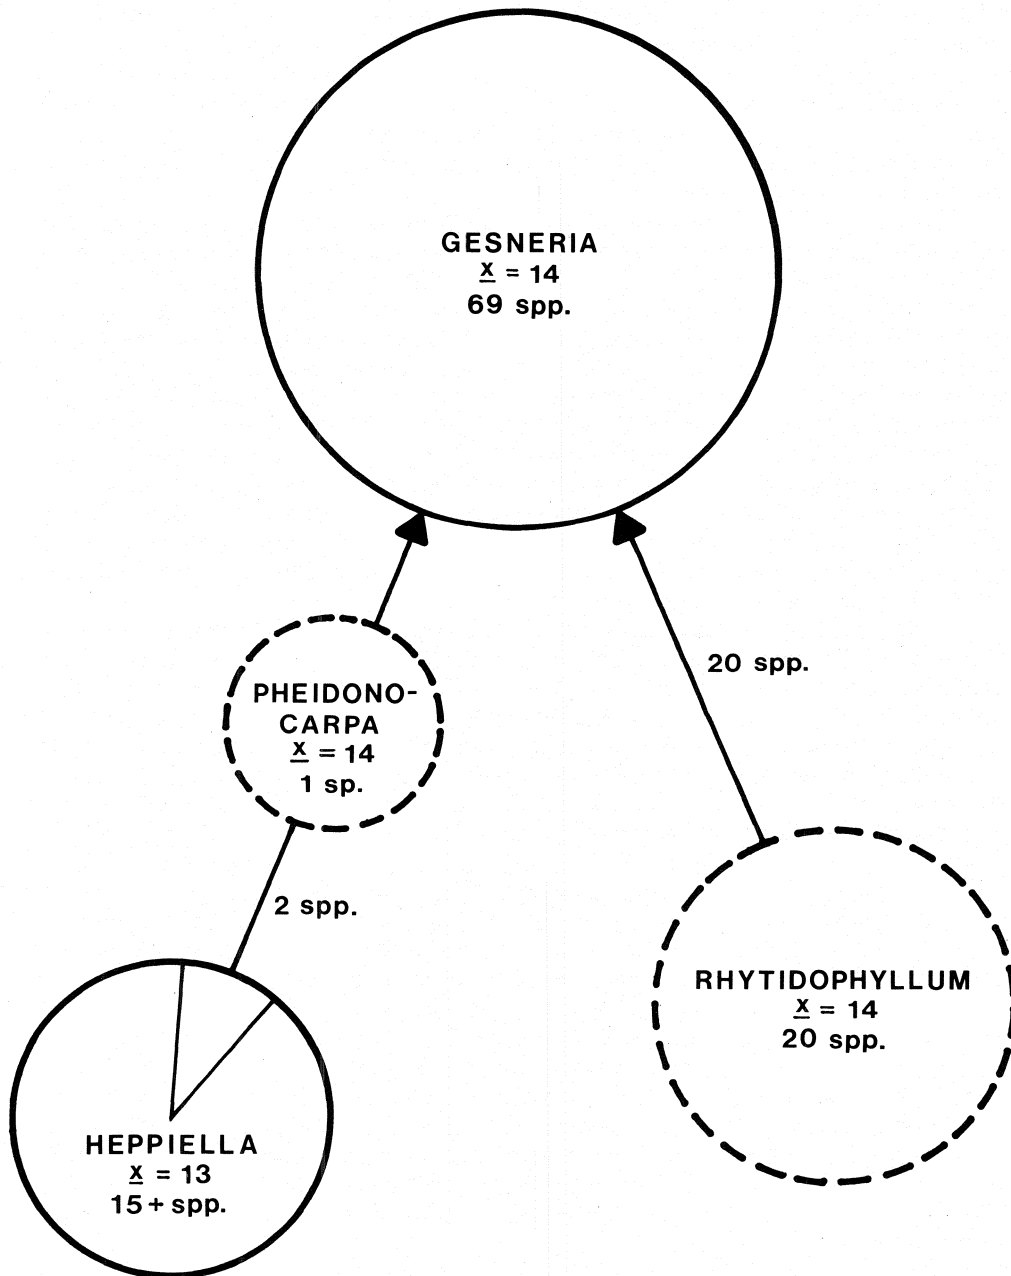 GESNERIA
x = 14
69 spp.
20 spp.
PHEIDONO-
CARPA
x = 14
1 sp.
2 spp.
RHYTIDOPHYLLUM
x = 14
20 spp.
HEPPIELLA
x = 13
15+ spp.